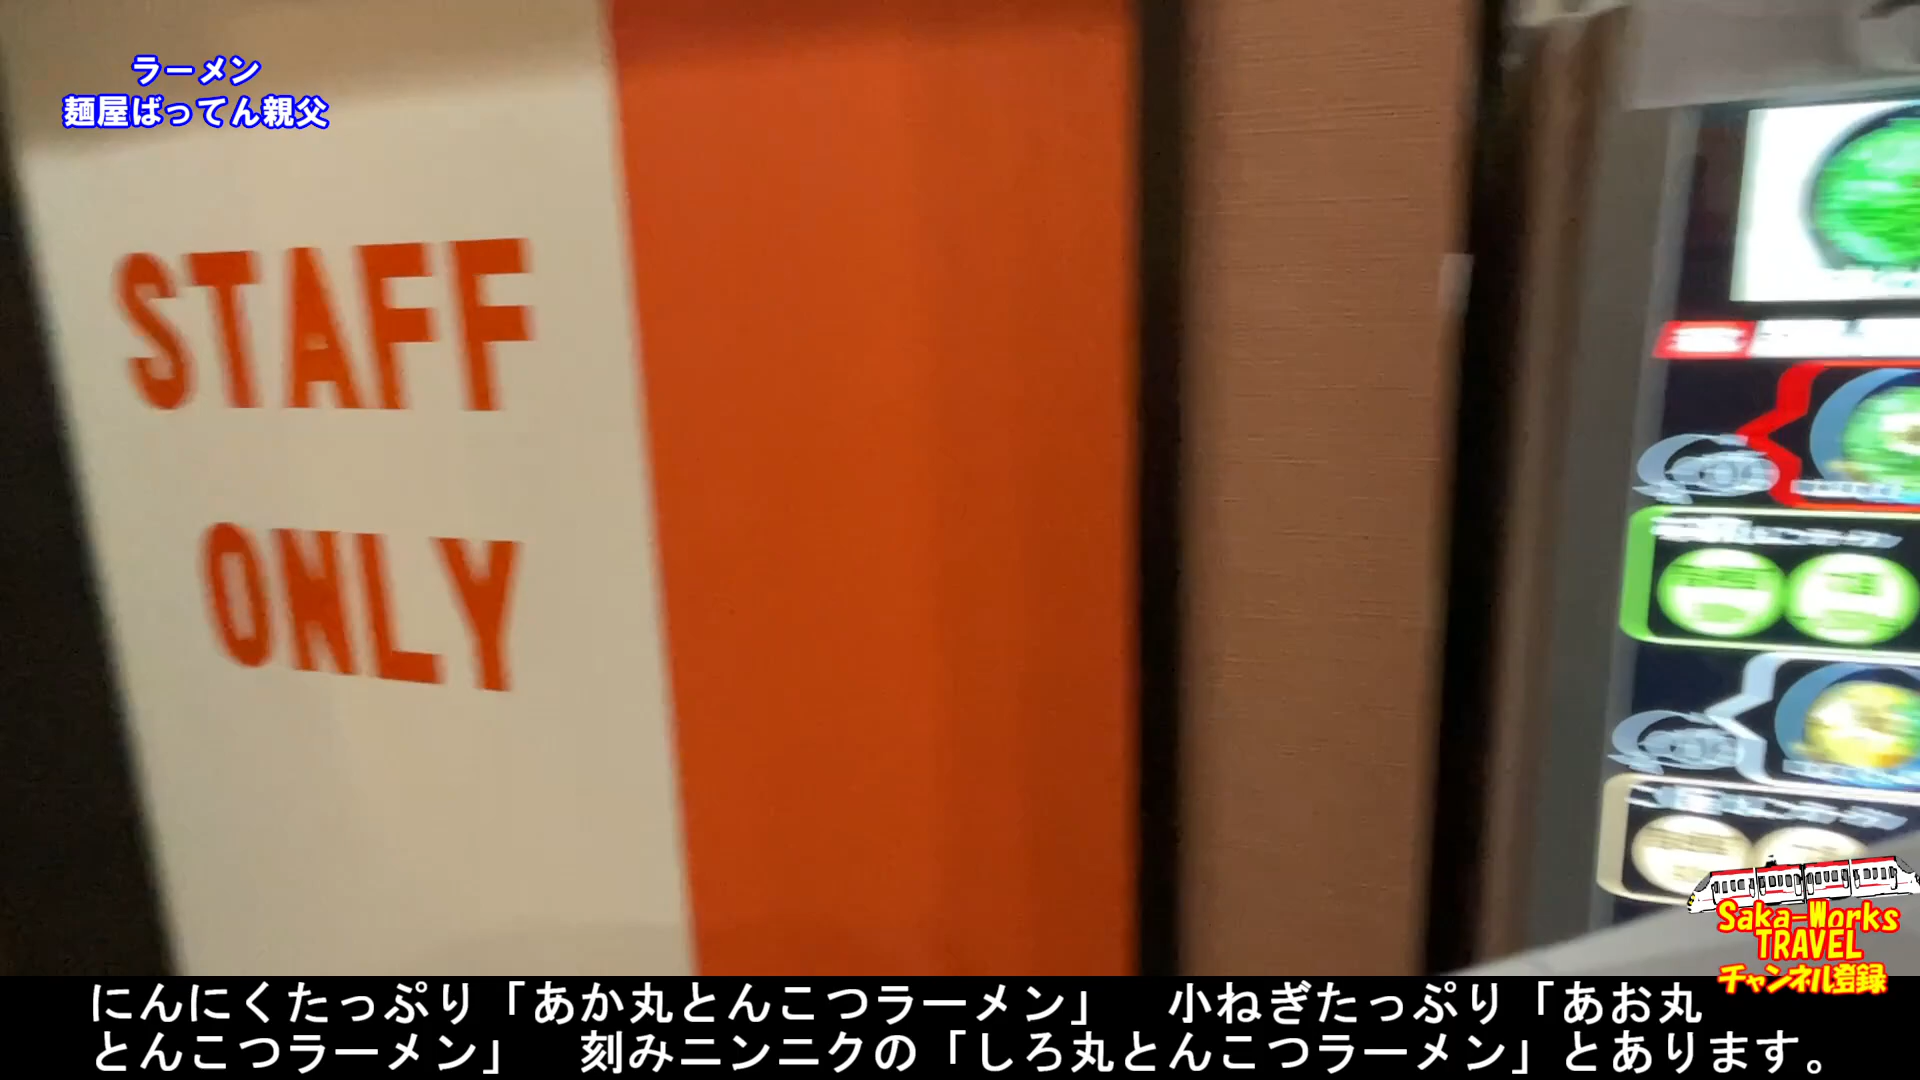 ラーメン
麺屋ばってん親父
STAFF
ONLY
Saka-Works
TRAVEL
チャンネル登録
にんにくたっぷり「あか丸とんこつラーメン」　小ねぎたっぷり「あお丸
とんこつラーメン」　刻みニンニクの「しろ丸とんこつラーメン」とあります。